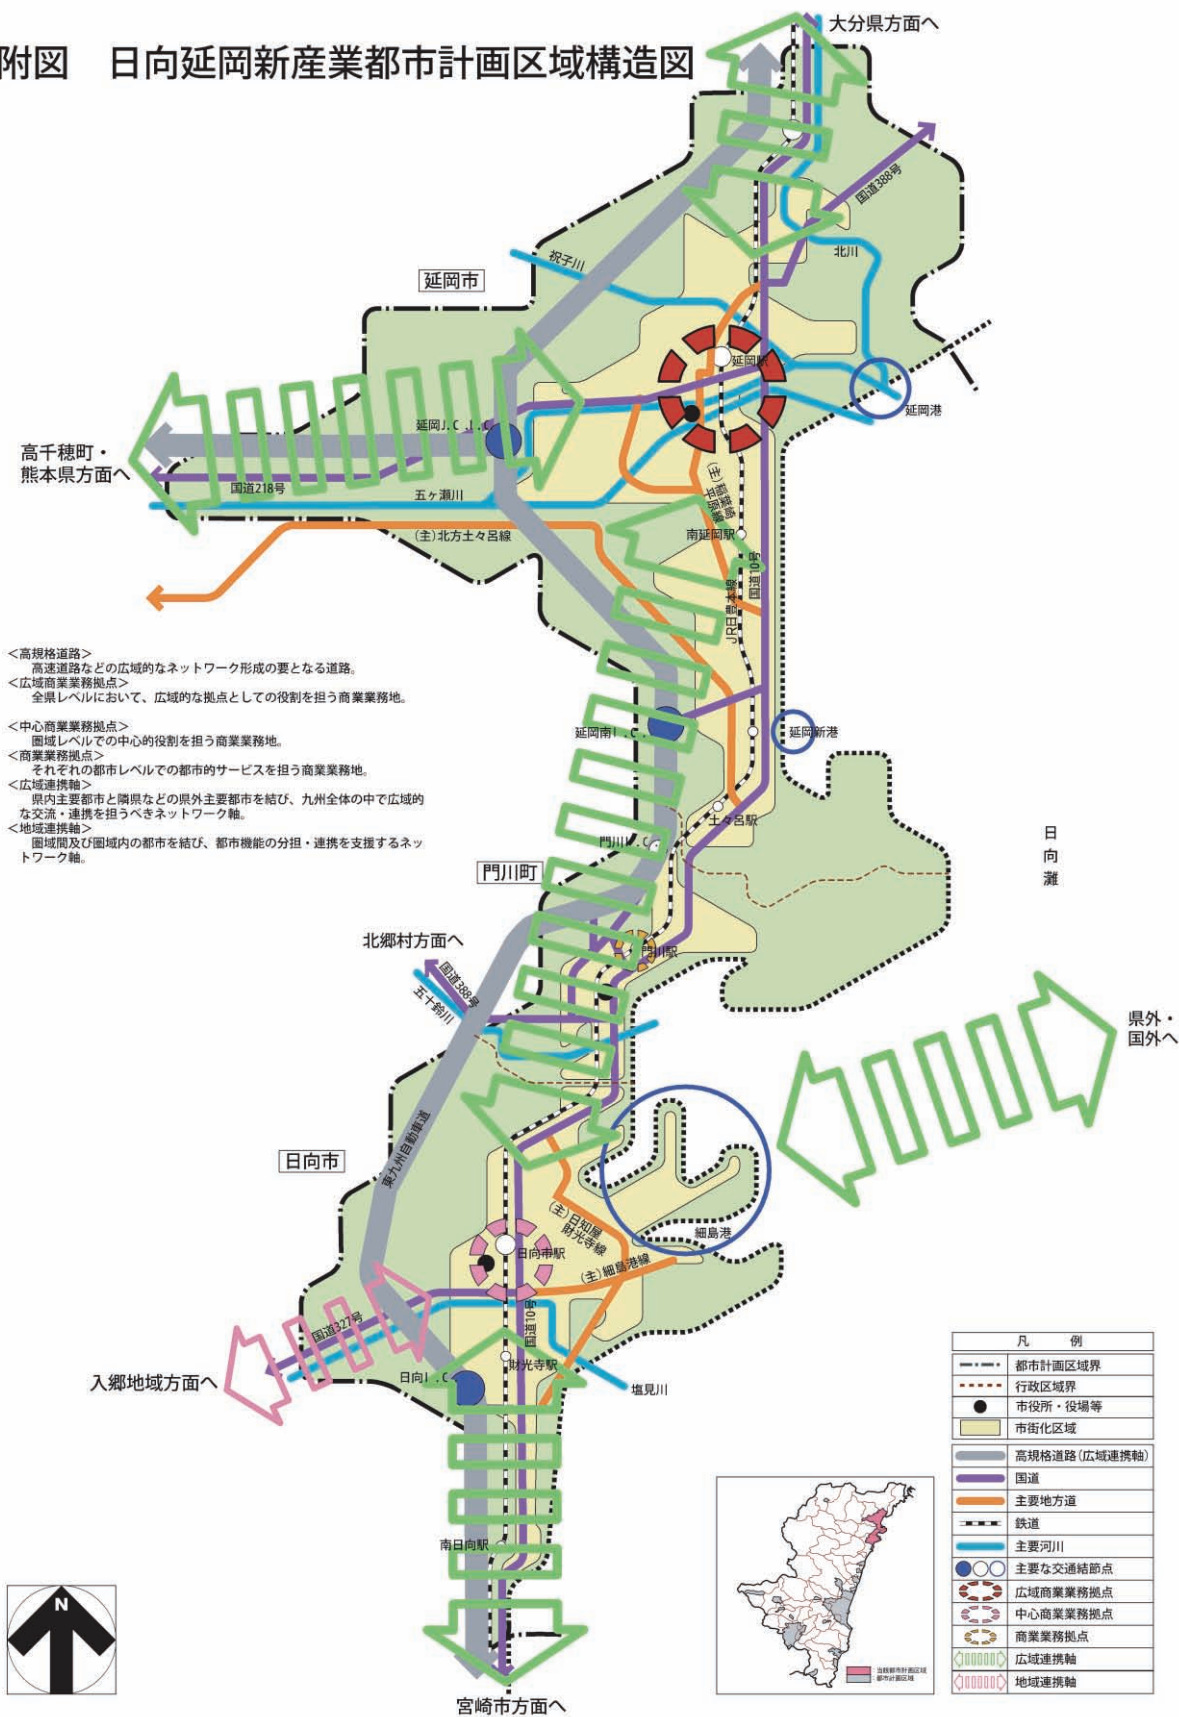 附図　日向延岡新産業都市計画区域構造図
大分県方面へ
国道388号
北川
祝子川
延岡市
延岡駅
延岡港
延岡J.C.I.C.
高千穂町・
熊本県方面へ
国道218号
五ヶ瀬川
(主)北方土々呂線
(主)稲葉崎
平原線
南延岡駅
国道10号
JR日豊本線
＜高規格道路＞
高速道路などの広域的なネットワーク形成の要となる道路。
＜広域商業業務拠点＞
全県レベルにおいて、広域的な拠点としての役割を担う商業業務地。
＜中心商業業務拠点＞
圏域レベルでの中心的役割を担う商業業務地。
＜商業業務拠点＞
それぞれの都市レベルでの都市的サービスを担う商業業務地。
＜広域連携軸＞
県内主要都市と隣県などの県外主要都市を結び、九州全体の中で広域的
な交流・連携を担うべきネットワーク軸。
＜地域連携軸＞
圏域間及び圏域内の都市を結び、都市機能の分担・連携を支援するネッ
トワーク軸。
延岡南I.C.
延岡新港
土々呂駅
門川I.C
日向灘
門川町
門川駅
北郷村方面へ
国道388号
五十鈴川
県外・
国外へ
東九州自動車道
日向市
(主)日知屋
財光寺線
細島港
日向市駅
(主)細島港線
国道327号
国道10号
財光寺駅
入郷地域方面へ
日向I.C
塩見川
南日向駅
宮崎市方面へ
N
凡　例
都市計画区域界
行政区域界
市役所・役場等
市街化区域
高規格道路(広域連携軸)
国道
主要地方道
鉄道
主要河川
主要な交通結節点
広域商業業務拠点
中心商業業務拠点
商業業務拠点
広域連携軸
地域連携軸
当該都市計画区域
都市計画区域